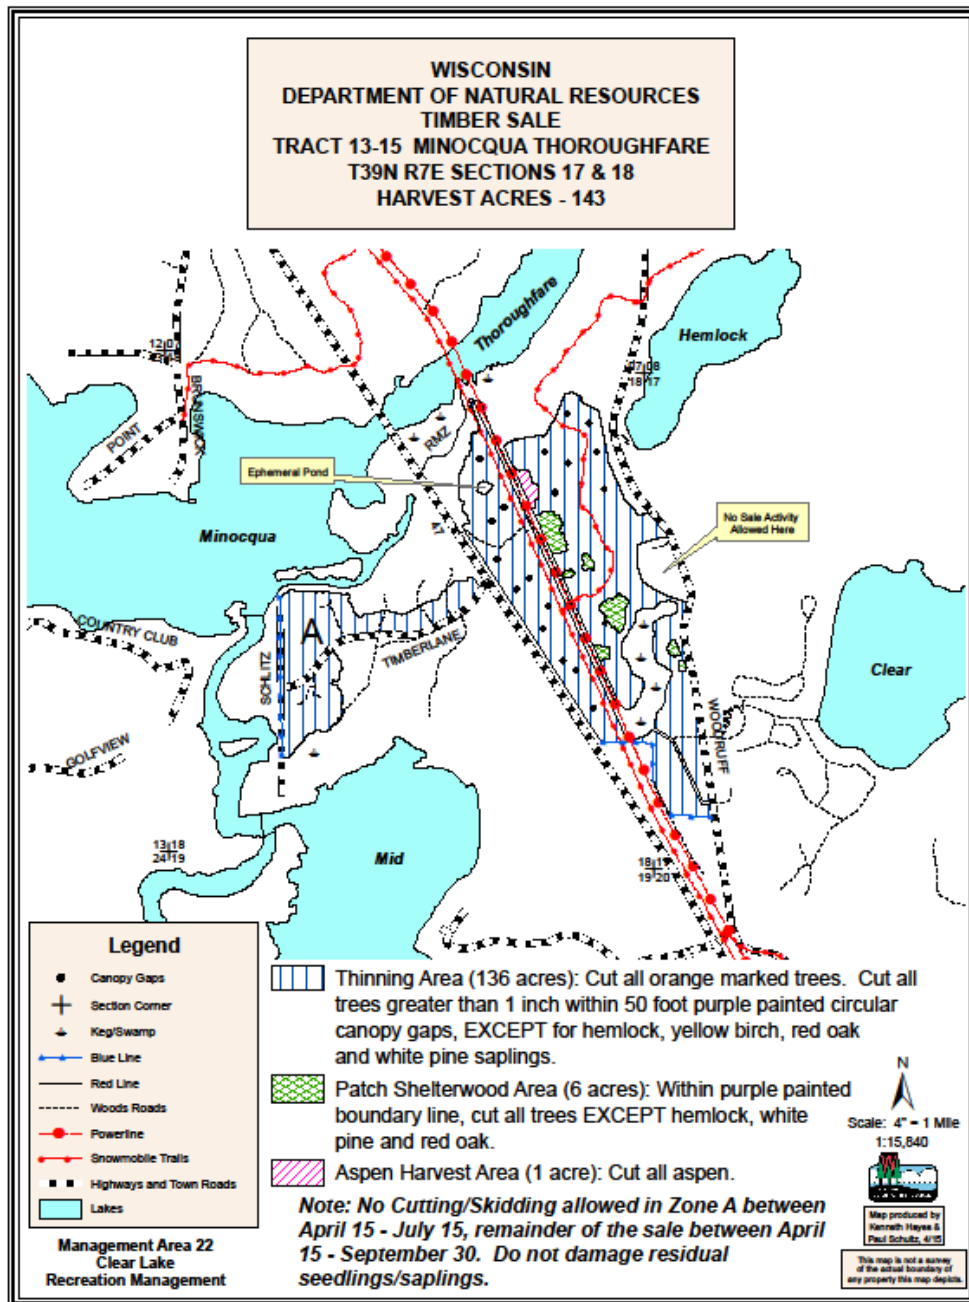 WISCONSIN
DEPARTMENT OF NATURAL RESOURCES
TIMBER SALE
TRACT 13-15 MINOCQUA THOROUGHFARE
T39N R7E SECTIONS 17 & 18
HARVEST ACRES - 143
Thoroughfare
Hemlock
07 08
18 17
BRUNSWICK
POINT
RMZ
Ephemeral Pond
47
No Sale Activity
Allowed Here
Minocqua
COUNTRY CLUB
A
TIMBERLANE
SCHLITZ
Clear
WOODRUFF
GOLFVIEW
13 18
24 19
Mid
18 1
19 20
Legend
Canopy Gaps
Section Corner
Keg/Swamp
Blue Line
Red Line
Woods Roads
Powerline
Snowmobile Trails
Highways and Town Roads
Lakes
Management Area 22
Clear Lake
Recreation Management
Thinning Area (136 acres): Cut all orange marked trees. Cut all
trees greater than 1 inch within 50 foot purple painted circular
canopy gaps, EXCEPT for hemlock, yellow birch, red oak
and white pine saplings.
Patch Shelterwood Area (6 acres): Within purple painted
boundary line, cut all trees EXCEPT hemlock, white
pine and red oak.
Aspen Harvest Area (1 acre): Cut all aspen.
Note: No Cutting/Skidding allowed in Zone A between
April 15 - July 15, remainder of the sale between April
15 - September 30. Do not damage residual
seedlings/saplings.
N
Scale: 4" = 1 Mile
1:15,840
Map produced by
Kenneth Hayes &
Paul Schultz, 4/15
This map is not a survey
of the actual boundary of
any property this map depicts.